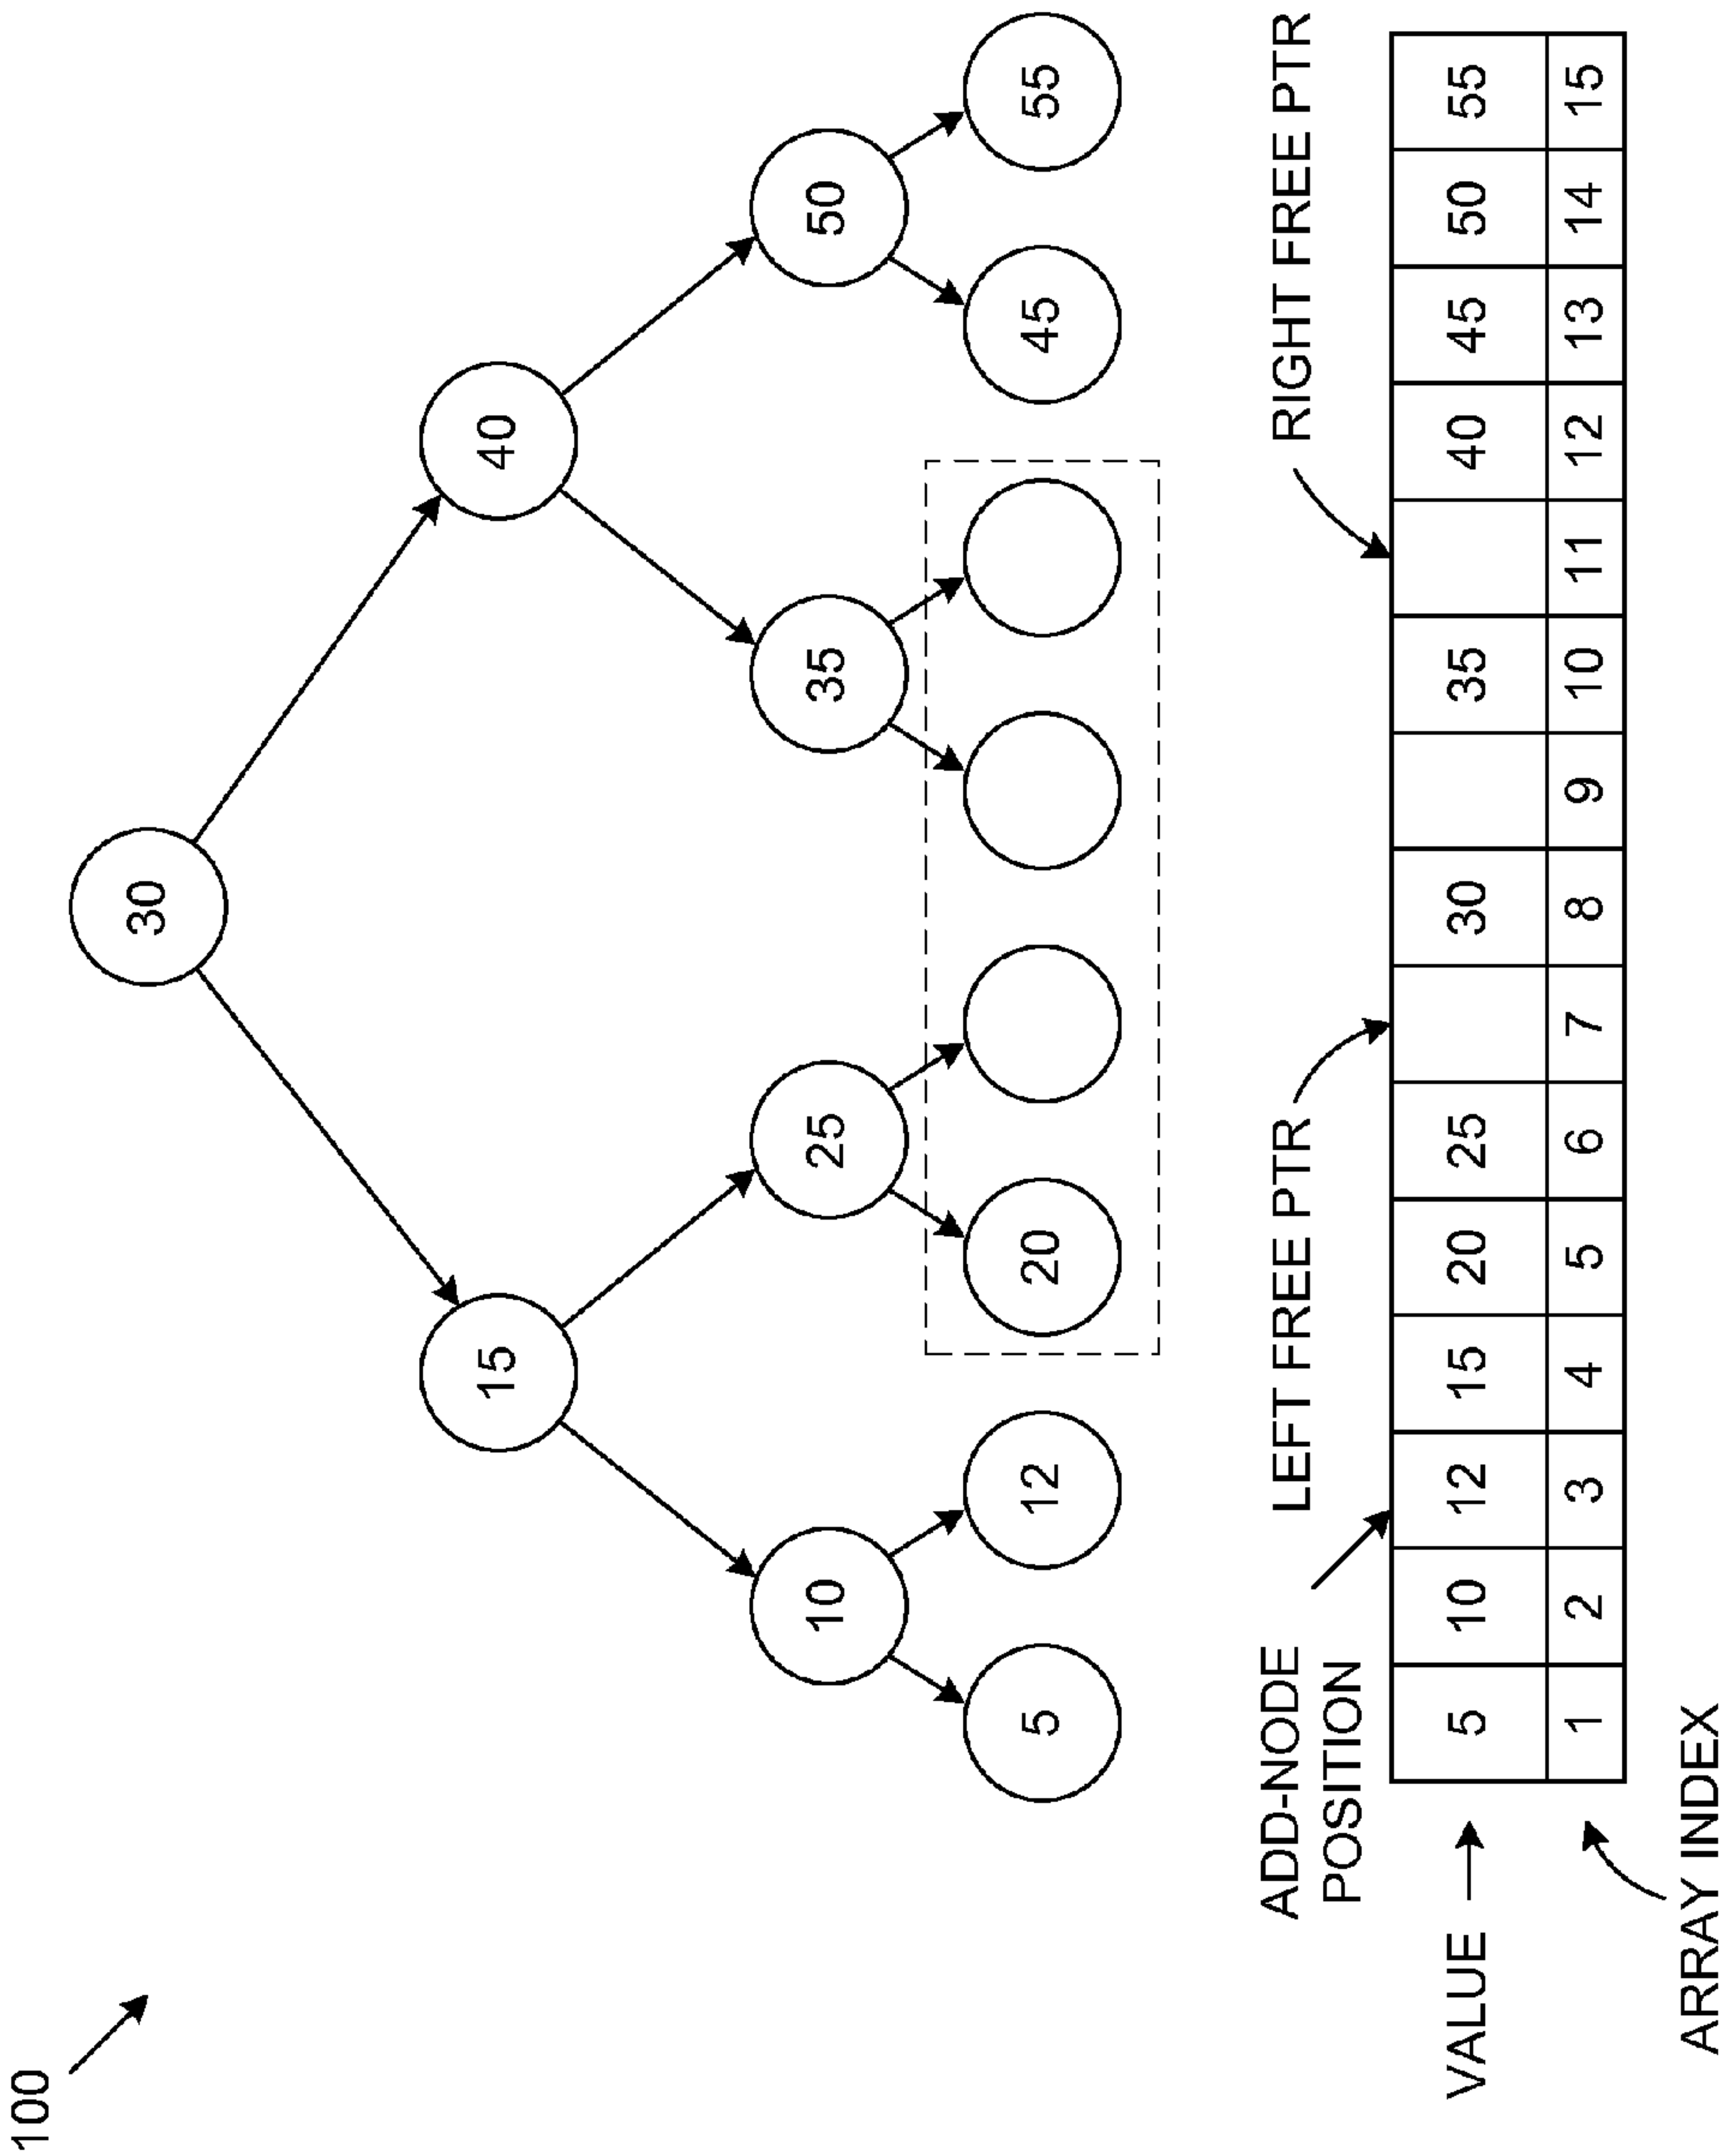 100
30
15
40
10
25
35
50
5
12
20
45
55
ADD-NODE
POSITION
LEFT FREE PTR
RIGHT FREE PTR
VALUE
5 10 12 15 20 25 30 35 40 45 50 55
1 2 3 4 5 6 7 8 9 10 11 12 13 14 15
ARRAY INDEX